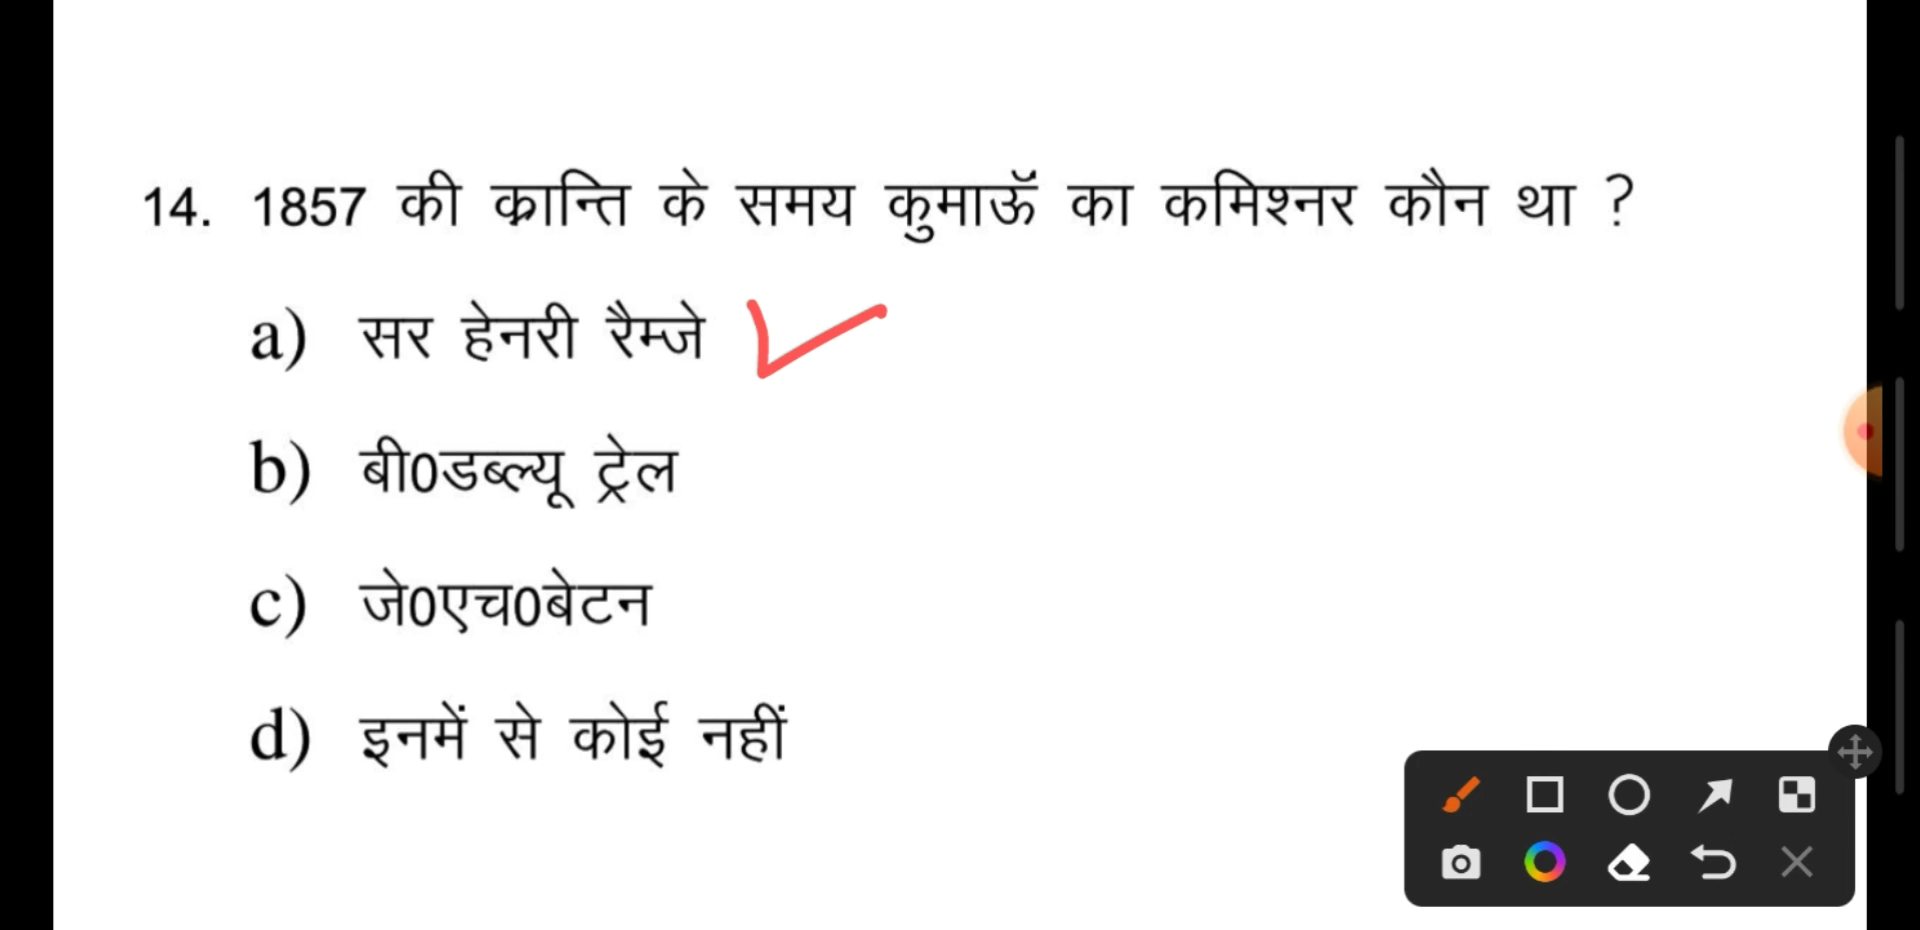 14. 1857 की क्रान्ति के समय कुमाऊॅं का कमिश्नर कौन था ?
a) सर हेनरी रैम्जे
b) बी0डब्ल्यू ट्रेल
c) जे0एच0बेटन
d) इनमें से कोई नहीं